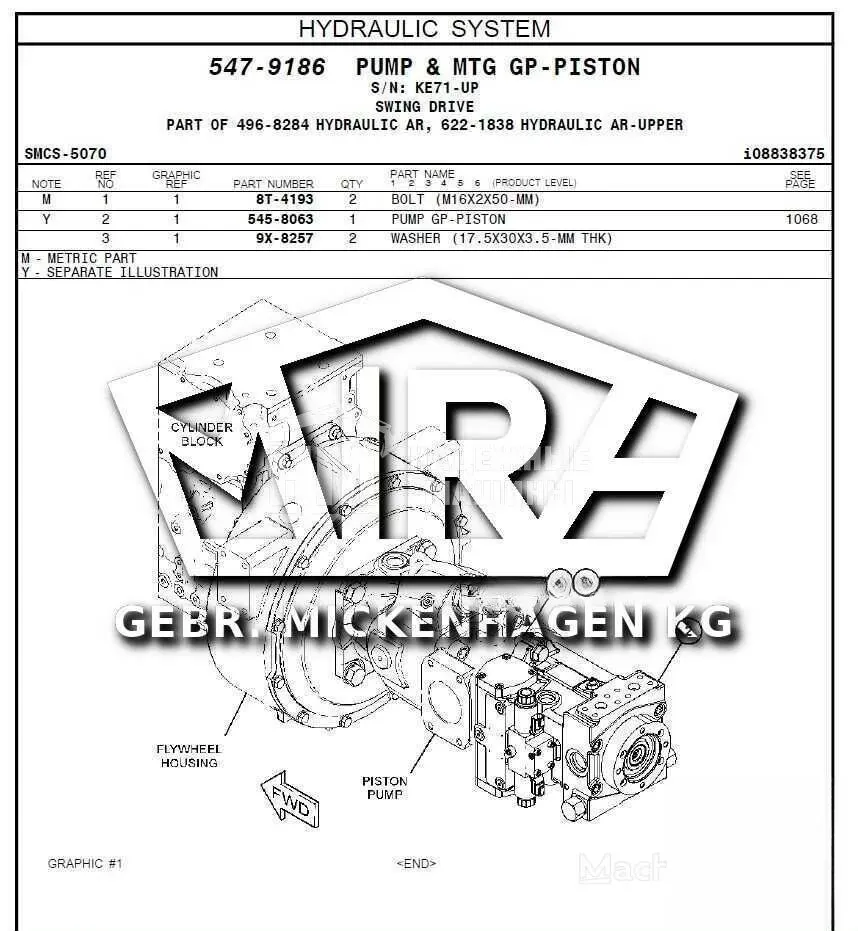 HYDRAULIC SYSTEM
547-9186 PUMP & MTG GP-PISTON
S/N: KE71-UP
SWING DRIVE
PART OF 496-8284 HYDRAULIC AR, 622-1838 HYDRAULIC AR-UPPER
SMCS-5070 i08838375
NOTE REF NO GRAPHIC REF PART NUMBER QTY PART NAME 1 2 3 4 5 6 (PRODUCT LEVEL) SEE PAGE
M 1 1 8T-4193 2 BOLT (M16X2X50-MM)
Y 2 1 545-8063 1 PUMP GP-PISTON 1068
3 1 9X-8257 2 WASHER (17.5X30X3.5-MM THK)
M - METRIC PART
Y - SEPARATE ILLUSTRATION
MRA
CYLINDER
BLOCK
GEBR. MICKENHAGEN KG
FLYWHEEL
HOUSING
PISTON
PUMP
FWD
GRAPHIC #1 <END>
Mach